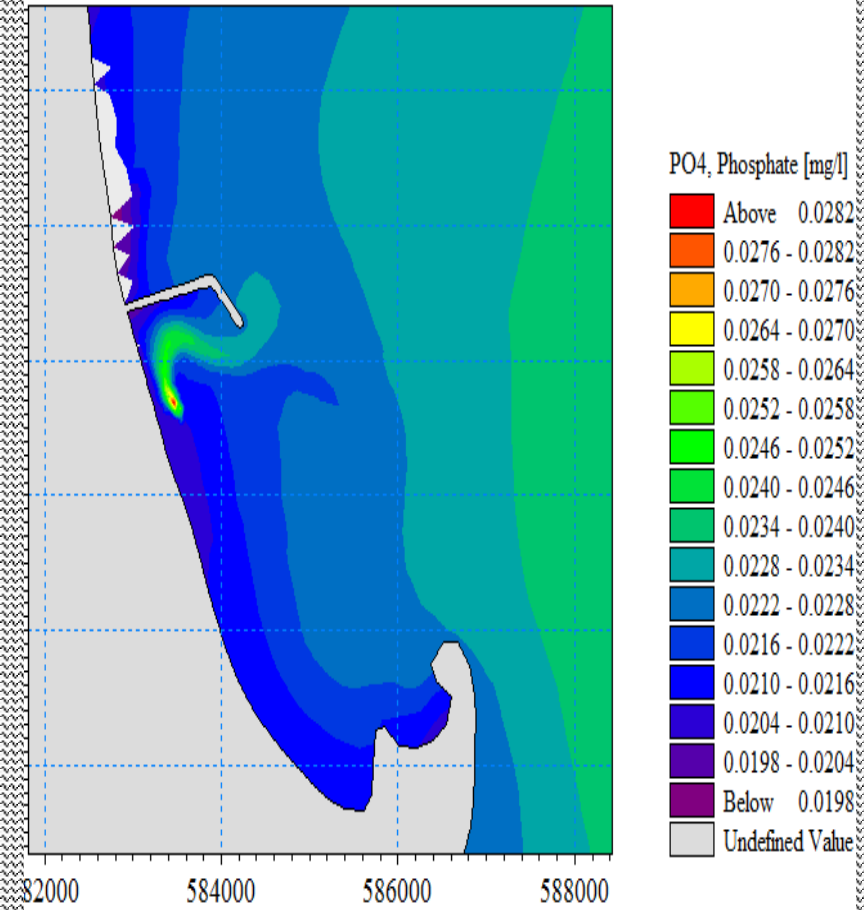 PO4, Phosphate [mg/l]
Above 0.0282
0.0276 - 0.0282
0.0270 - 0.0276
0.0264 - 0.0270
0.0258 - 0.0264
0.0252 - 0.0258
0.0246 - 0.0252
0.0240 - 0.0246
0.0234 - 0.0240
0.0228 - 0.0234
0.0222 - 0.0228
0.0216 - 0.0222
0.0210 - 0.0216
0.0204 - 0.0210
0.0198 - 0.0204
Below 0.0198
Undefined Value
82000 584000 586000 588000